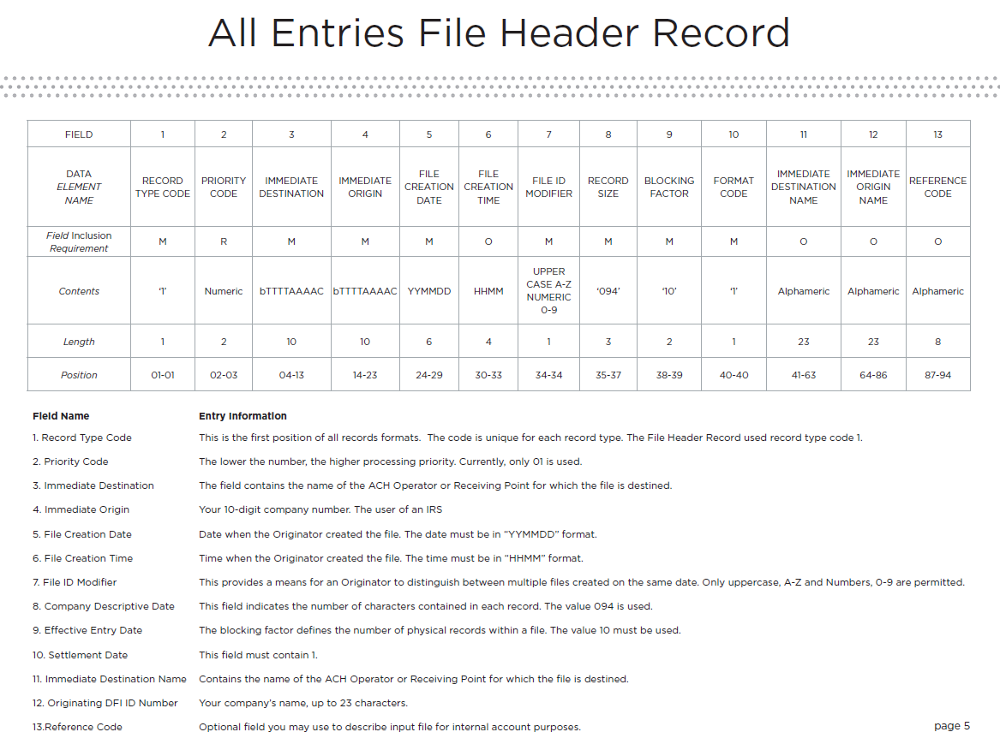 All Entries File Header Record
FIELD 1 2 3 4 5 6 7 8 9 10 11 12 13
DATA ELEMENT NAME RECORD TYPE CODE PRIORITY CODE IMMEDIATE DESTINATION IMMEDIATE ORIGIN FILE CREATION DATE FILE CREATION TIME FILE ID MODIFIER RECORD SIZE BLOCKING FACTOR FORMAT CODE IMMEDIATE DESTINATION NAME IMMEDIATE ORIGIN NAME REFERENCE CODE
Field Inclusion Requirement M R M M M O M M M M O O O
Contents ‘1’ Numeric bTTTTAAAAC bTTTTAAAAC YYMMDD HHMM UPPER CASE A-Z NUMERIC 0-9 ‘094’ ‘10’ ‘1’ Alphameric Alphameric Alphameric
Length 1 2 10 10 6 4 1 3 2 1 23 23 8
Position 01-01 02-03 04-13 14-23 24-29 30-33 34-34 35-37 38-39 40-40 41-63 64-86 87-94
Field Name Entry Information
1. Record Type Code This is the first position of all records formats. The code is unique for each record type. The File Header Record used record type code 1.
2. Priority Code The lower the number, the higher processing priority. Currently, only 01 is used.
3. Immediate Destination The field contains the name of the ACH Operator or Receiving Point for which the file is destined.
4. Immediate Origin Your 10-digit company number. The user of an IRS
5. File Creation Date Date when the Originator created the file. The date must be in “YYMMDD” format.
6. File Creation Time Time when the Originator created the file. The time must be in “HHMM” format.
7. File ID Modifier This provides a means for an Originator to distinguish between multiple files created on the same date. Only uppercase, A-Z and Numbers, 0-9 are permitted.
8. Company Descriptive Date This field indicates the number of characters contained in each record. The value 094 is used.
9. Effective Entry Date The blocking factor defines the number of physical records within a file. The value 10 must be used.
10. Settlement Date This field must contain 1.
11. Immediate Destination Name Contains the name of the ACH Operator or Receiving Point for which the file is destined.
12. Originating DFI ID Number Your company’s name, up to 23 characters.
13.Reference Code Optional field you may use to describe input file for internal account purposes.
page 5